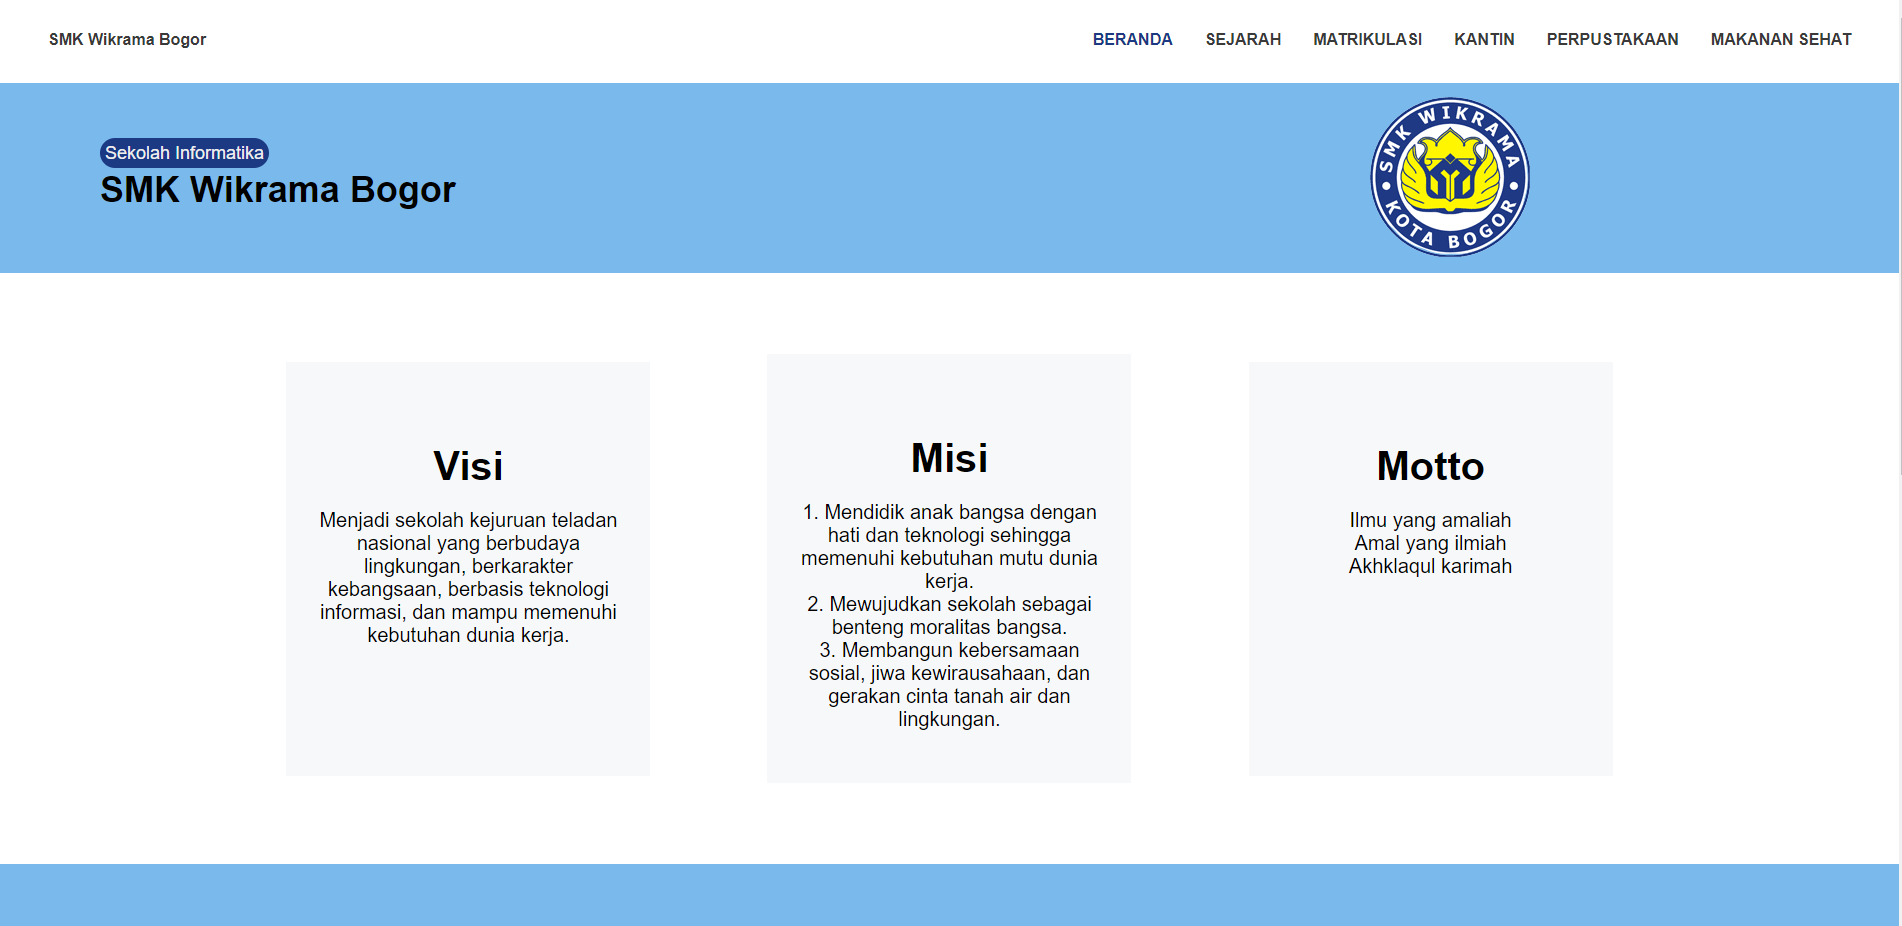 SMK Wikrama Bogor
BERANDA SEJARAH MATRIKULASI KANTIN PERPUSTAKAAN MAKANAN SEHAT
Sekolah Informatika
SMK Wikrama Bogor
SMK WIKRAMA
KOTA BOGOR
Visi
Menjadi sekolah kejuruan teladan
nasional yang berbudaya
lingkungan, berkarakter
kebangsaan, berbasis teknologi
informasi, dan mampu memenuhi
kebutuhan dunia kerja.
Misi
1. Mendidik anak bangsa dengan
hati dan teknologi sehingga
memenuhi kebutuhan mutu dunia
kerja.
2. Mewujudkan sekolah sebagai
benteng moralitas bangsa.
3. Membangun kebersamaan
sosial, jiwa kewirausahaan, dan
gerakan cinta tanah air dan
lingkungan.
Motto
Ilmu yang amaliah
Amal yang ilmiah
Akhklaqul karimah